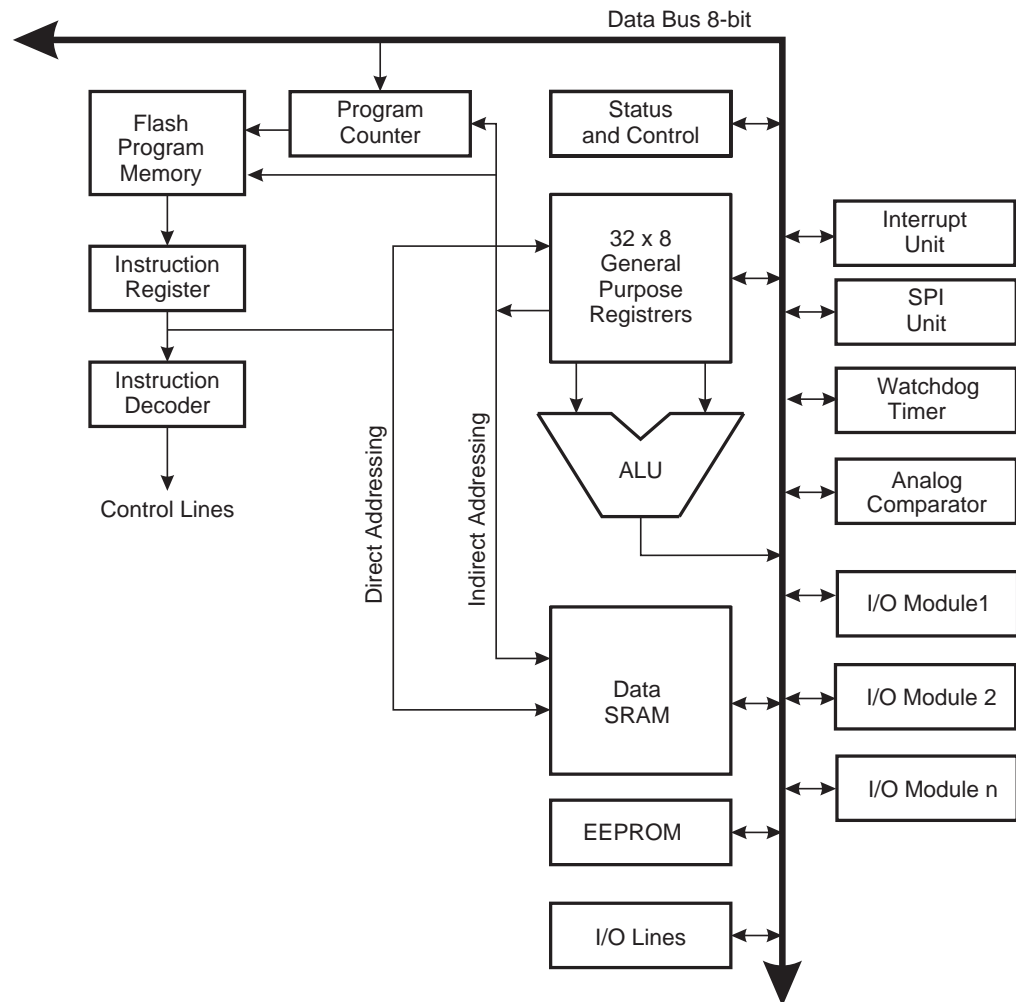 Data Bus 8-bit
Flash
Program
Memory
Program
Counter
Status
and Control
32 x 8
General
Purpose
Registrers
Interrupt
Unit
Instruction
Register
SPI
Unit
Instruction
Decoder
Watchdog
Timer
ALU
Analog
Comparator
Control Lines
Direct Addressing
Indirect Addressing
I/O Module1
Data
SRAM
I/O Module 2
I/O Module n
EEPROM
I/O Lines